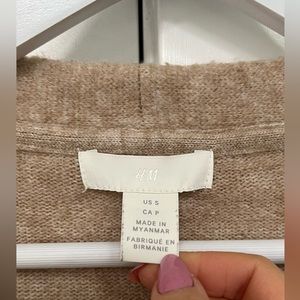 H&M
US S
CA P
MADE IN
MYANMAR
FABRIQUÉ EN
BIRMANIE